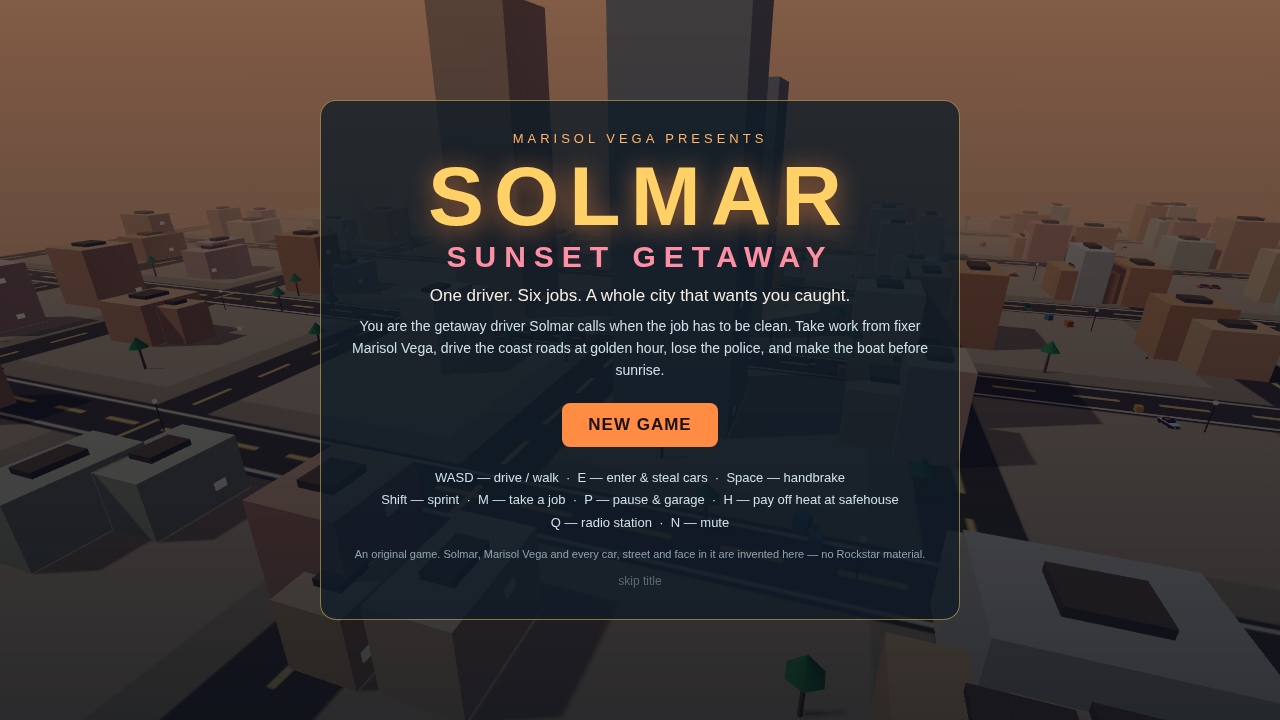 MARISOL VEGA PRESENTS
SOLMAR
SUNSET GETAWAY
One driver. Six jobs. A whole city that wants you caught.
You are the getaway driver Solmar calls when the job has to be clean. Take work from fixer
Marisol Vega, drive the coast roads at golden hour, lose the police, and make the boat before
sunrise.
NEW GAME
WASD — drive / walk · E — enter & steal cars · Space — handbrake
Shift — sprint · M — take a job · P — pause & garage · H — pay off heat at safehouse
Q — radio station · N — mute
An original game. Solmar, Marisol Vega and every car, street and face in it are invented here — no Rockstar material.
skip title